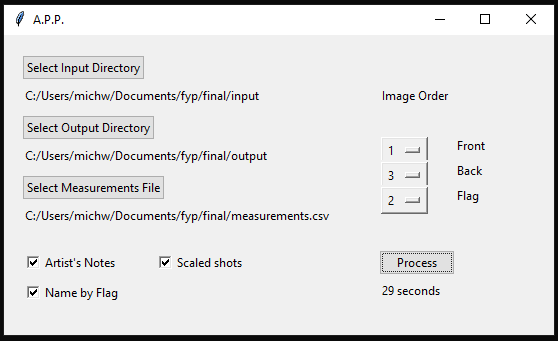 A.P.P.
Select Input Directory
C:/Users/michw/Documents/fyp/final/input
Image Order
Select Output Directory
1 Front
C:/Users/michw/Documents/fyp/final/output
3 Back
Select Measurements File
2 Flag
C:/Users/michw/Documents/fyp/final/measurements.csv
Artist's Notes Scaled shots Process
Name by Flag 29 seconds